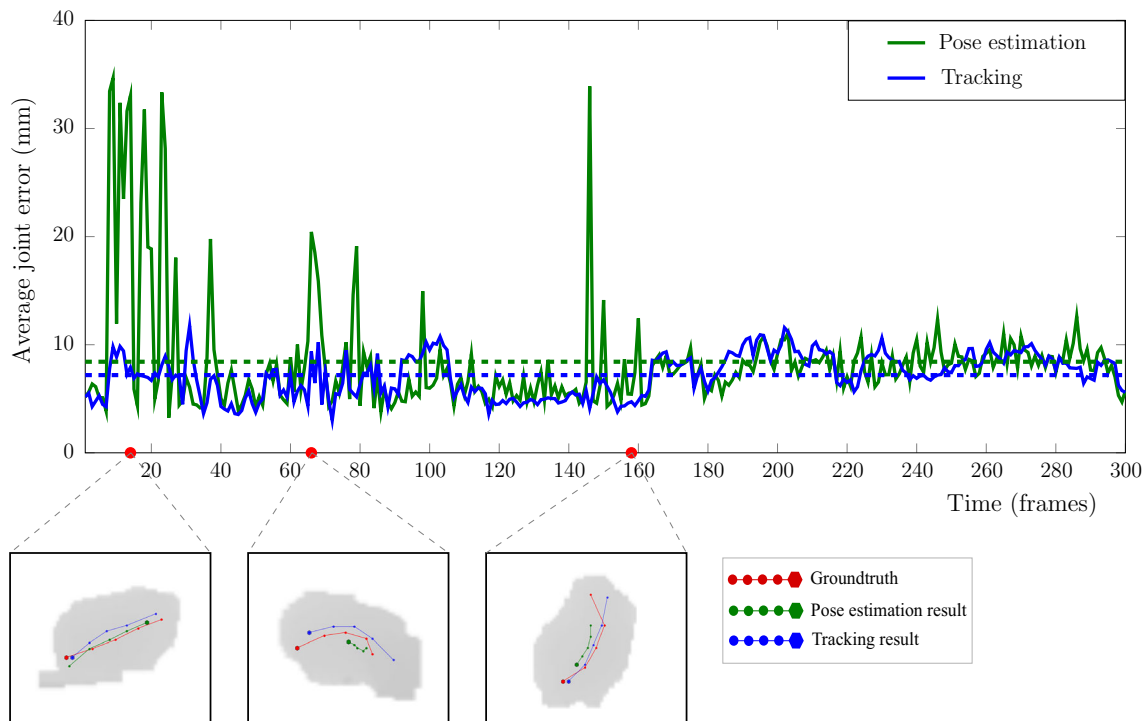 40
30
20
10
0
Average joint error (mm)
Pose estimation
Tracking
20 40 60 80 100 120 140 160 180 200 220 240 260 280 300
Time (frames)
Groundtruth
Pose estimation result
Tracking result